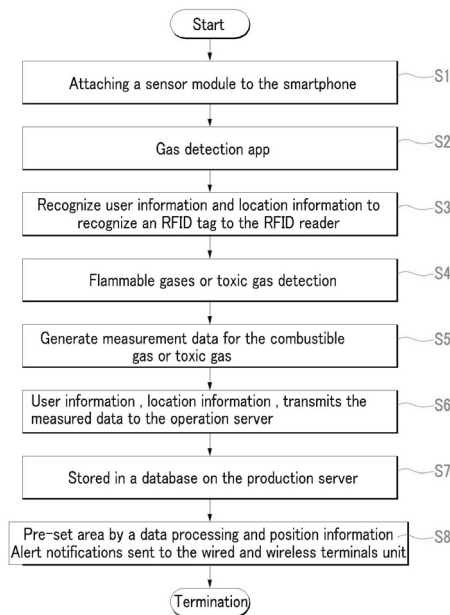 Start
Attaching a sensor module to the smartphone
S1
Gas detection app
S2
Recognize user information and location information to
recognize an RFID tag to the RFID reader
S3
Flammable gases or toxic gas detection
S4
Generate measurement data for the combustible
gas or toxic gas
S5
User information , location information , transmits the
measured data to the operation server
S6
Stored in a database on the production server
S7
Pre-set area by a data processing and position information
Alert notifications sent to the wired and wireless terminals unit
S8
Termination